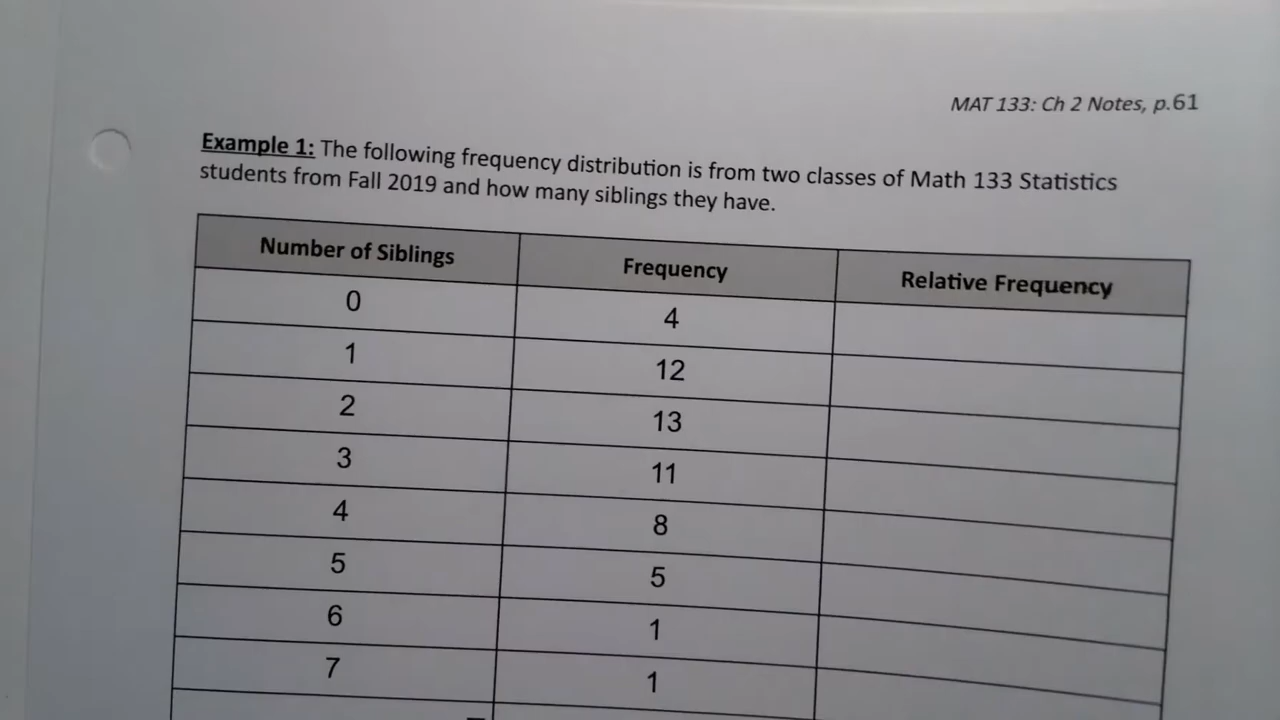 MAT 133: Ch 2 Notes, p.61
Example 1: The following frequency distribution is from two classes of Math 133 Statistics
students from Fall 2019 and how many siblings they have.
Number of Siblings Frequency Relative Frequency
0 4
1 12
2 13
3 11
4 8
5 5
6 1
7 1